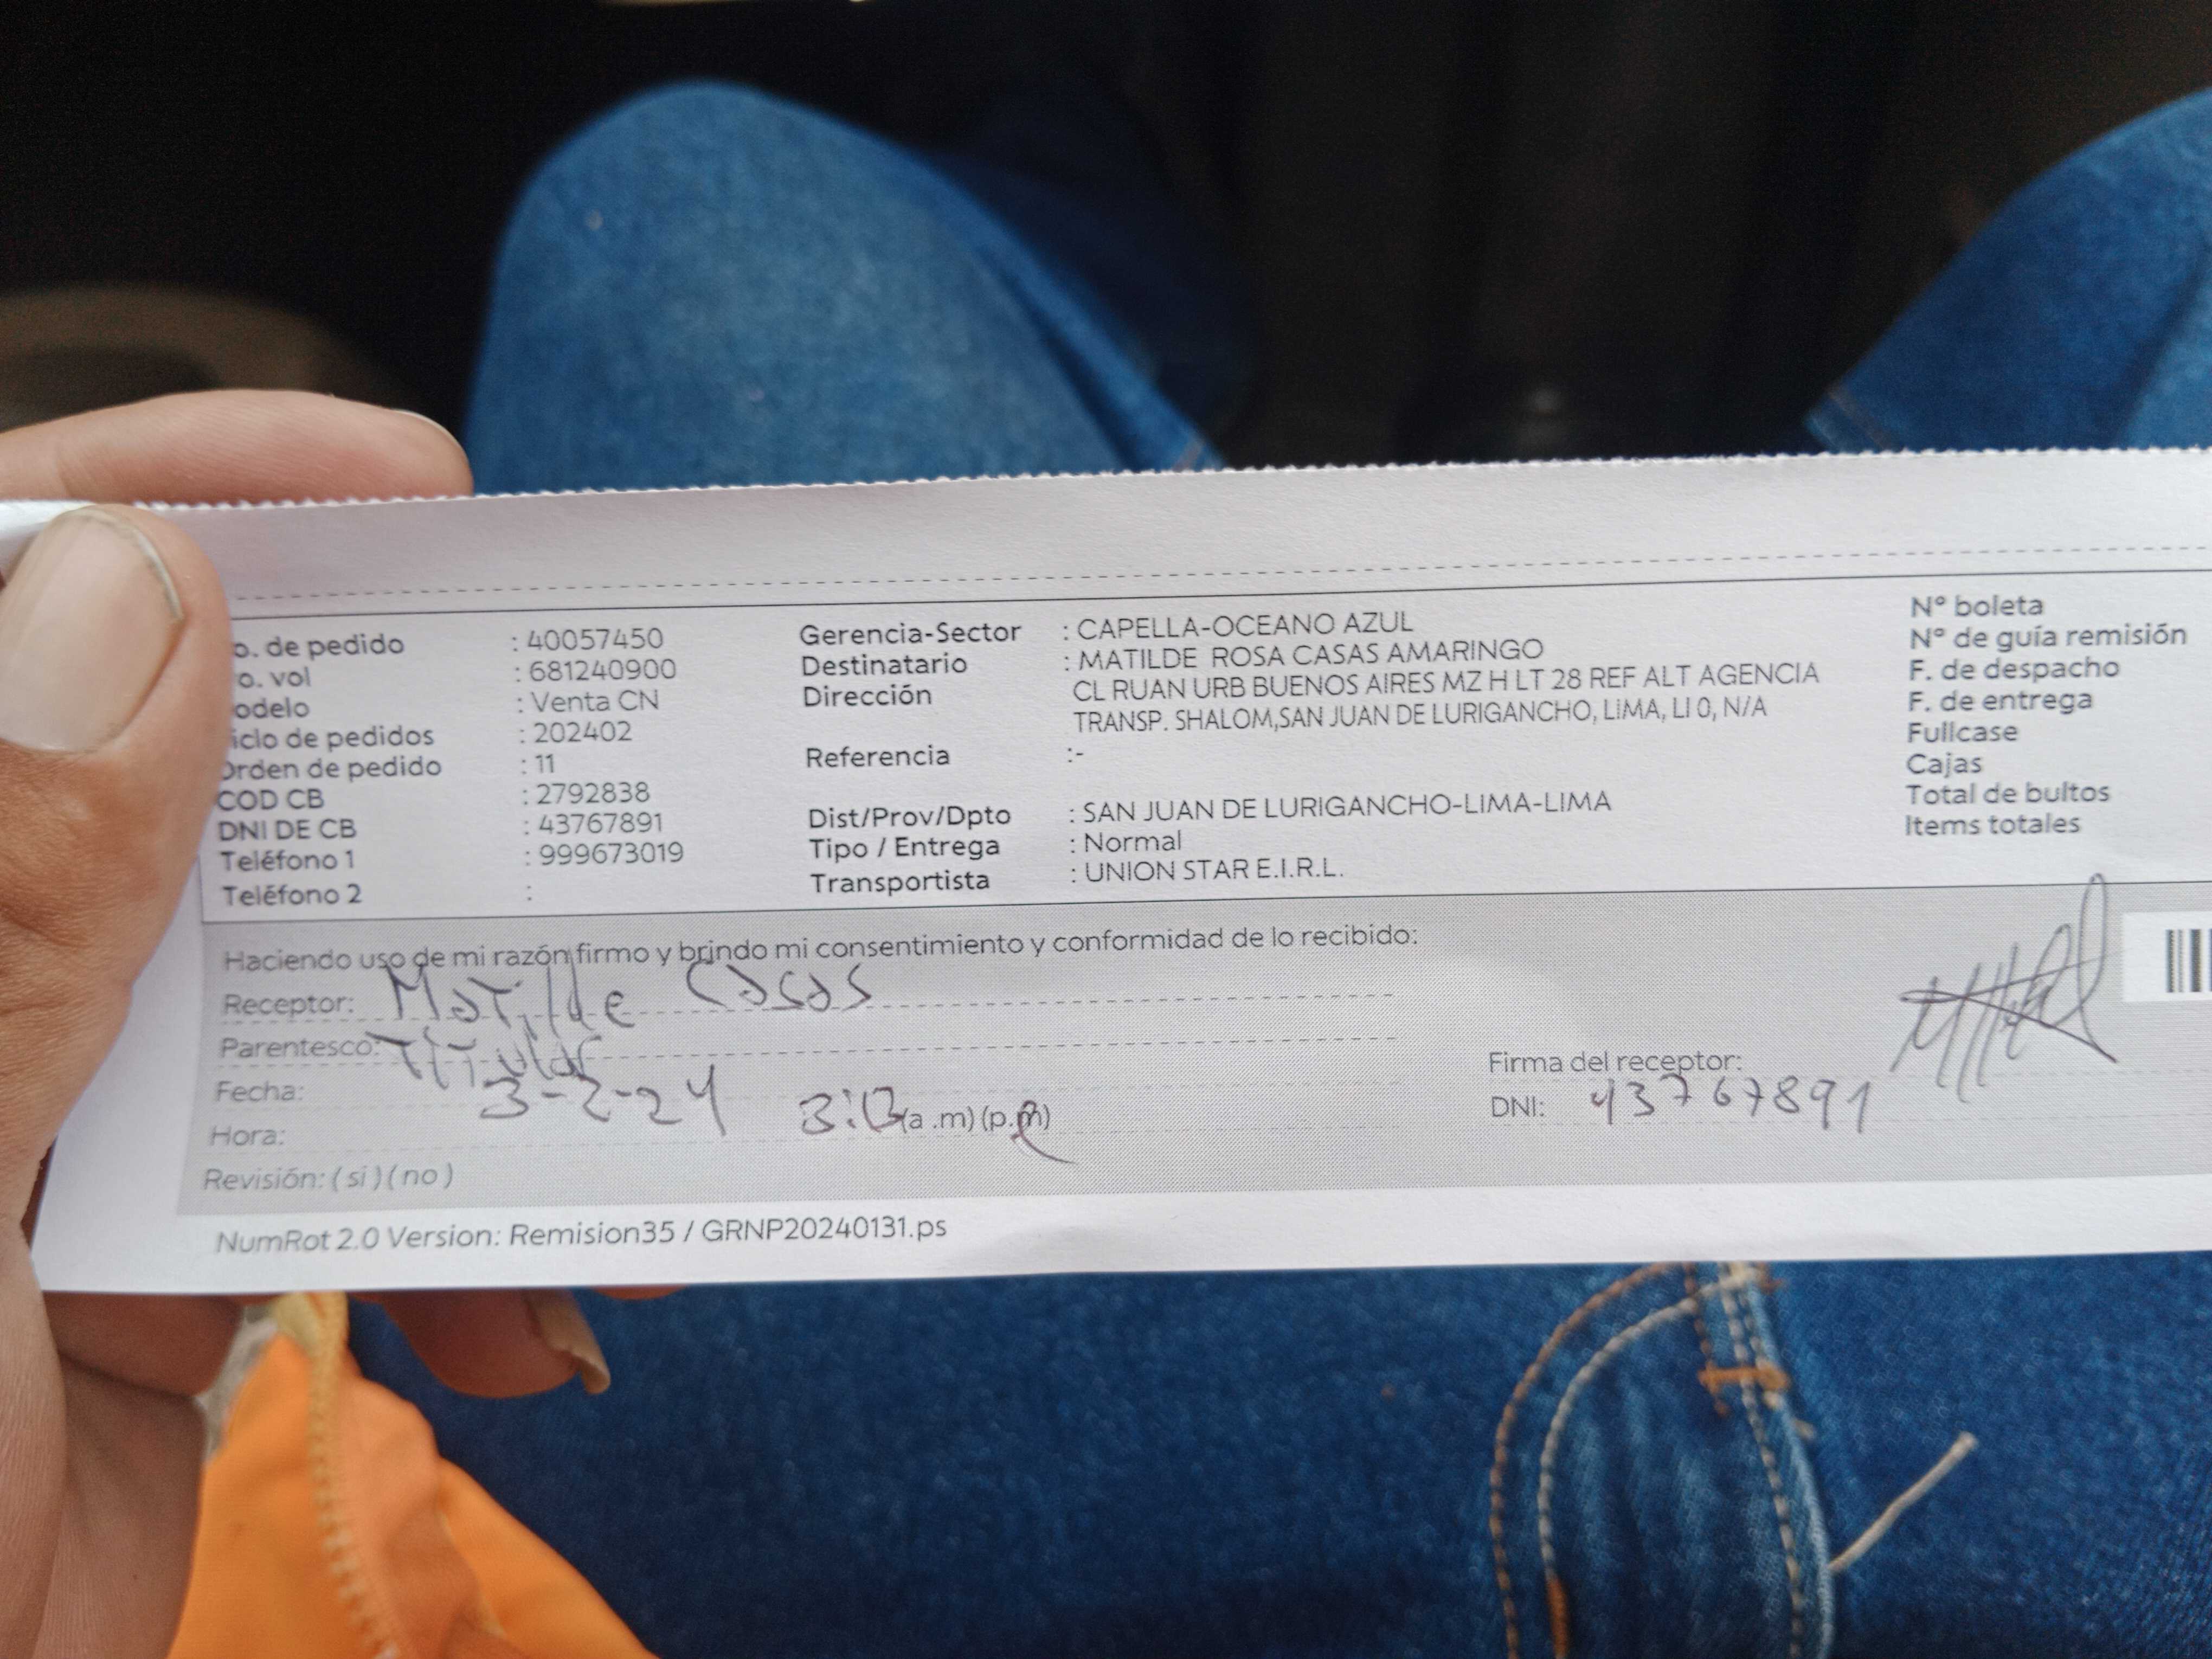 o. de pedido : 40057450
o. vol : 681240900
odelo : Venta CN
iclo de pedidos : 202402
Orden de pedido : 11
COD CB : 2792838
DNI DE CB : 43767891
Teléfono 1 : 999673019
Teléfono 2 :
Gerencia-Sector : CAPELLA-OCEANO AZUL
Destinatario : MATILDE ROSA CASAS AMARINGO
Dirección CL RUAN URB BUENOS AIRES MZ H LT 28 REF ALT AGENCIA
TRANSP. SHALOM,SAN JUAN DE LURIGANCHO, LIMA, LI 0, N/A
Referencia :-
Dist/Prov/Dpto : SAN JUAN DE LURIGANCHO-LIMA-LIMA
Tipo / Entrega : Normal
Transportista : UNION STAR E.I.R.L.
N° boleta
N° de guía remisión
F. de despacho
F. de entrega
Fullcase
Cajas
Total de bultos
Items totales
Haciendo uso de mi razón firmo y brindo mi consentimiento y conformidad de lo recibido:
Receptor: Matilde Casas
Parentesco: Titular
Fecha: 3-2-24
Hora: (a .m) (p.m)
Revisión: ( si ) ( no )
Firma del receptor:
DNI: 43767891
NumRot 2.0 Version: Remision35 / GRNP20240131.ps